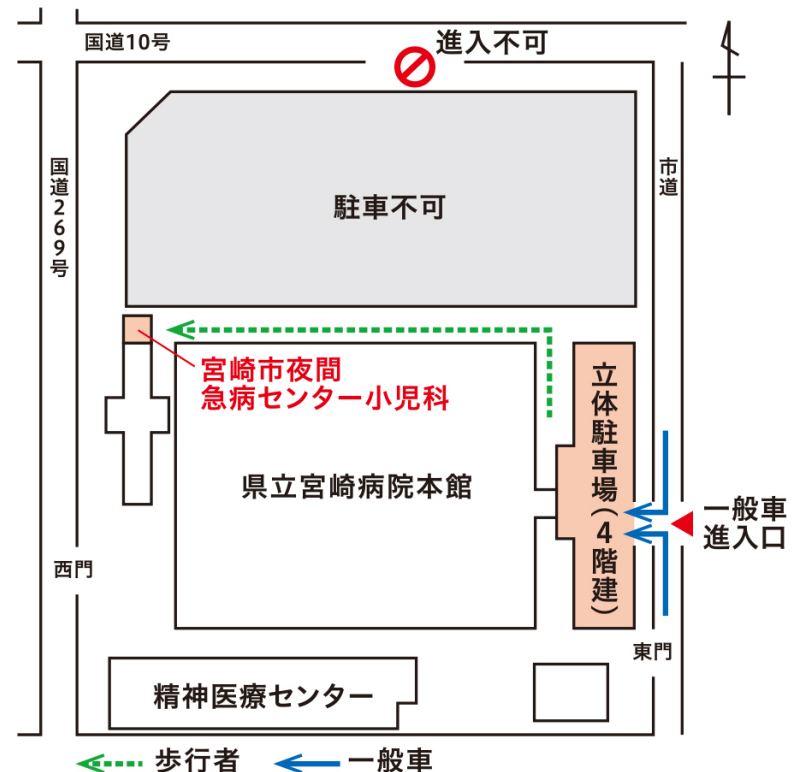 国道10号
進入不可
国道269号
市道
駐車不可
宮崎市夜間
急病センター小児科
立体駐車場(4階建)
県立宮崎病院本館
一般車
進入口
西門
東門
精神医療センター
歩行者
一般車